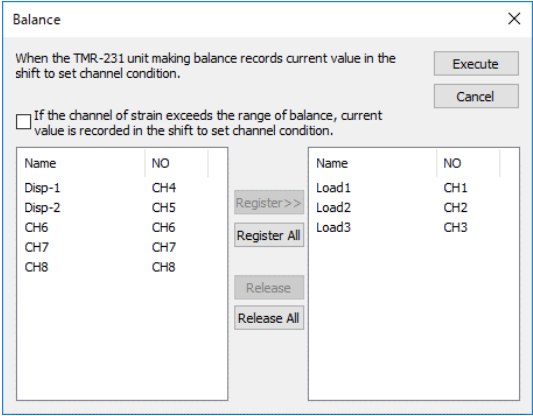 Balance
When the TMR-231 unit making balance records current value in the
shift to set channel condition.
Execute
Cancel
If the channel of strain exceeds the range of balance, current
value is recorded in the shift to set channel condition.
Name NO
Disp-1 CH4
Disp-2 CH5
CH6 CH6
CH7 CH7
CH8 CH8
Register>>
Register All
Release
Release All
Name NO
Load1 CH1
Load2 CH2
Load3 CH3